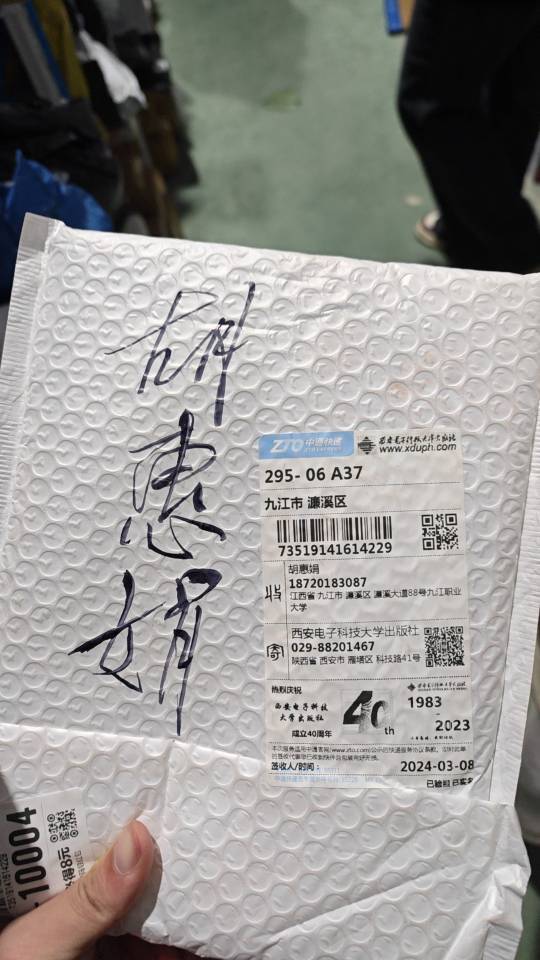 胡
惠
娟
ZTO 中通快递
西安电子科技大学出版社
www.xduph.com
295- 06 A37
九江市 濂溪区
73519141614229
收
胡惠娟
18720183087
江西省 九江市 濂溪区 濂溪大道88号九江职业
大学
寄
西安电子科技大学出版社
029-88201467
陕西省 西安市 雁塔区 科技路41号
热烈庆祝
西安电子科技
大学出版社
成立40周年
40th
1983
2023
签收人/时间:
2024-03-08
已验视
10004
得8元